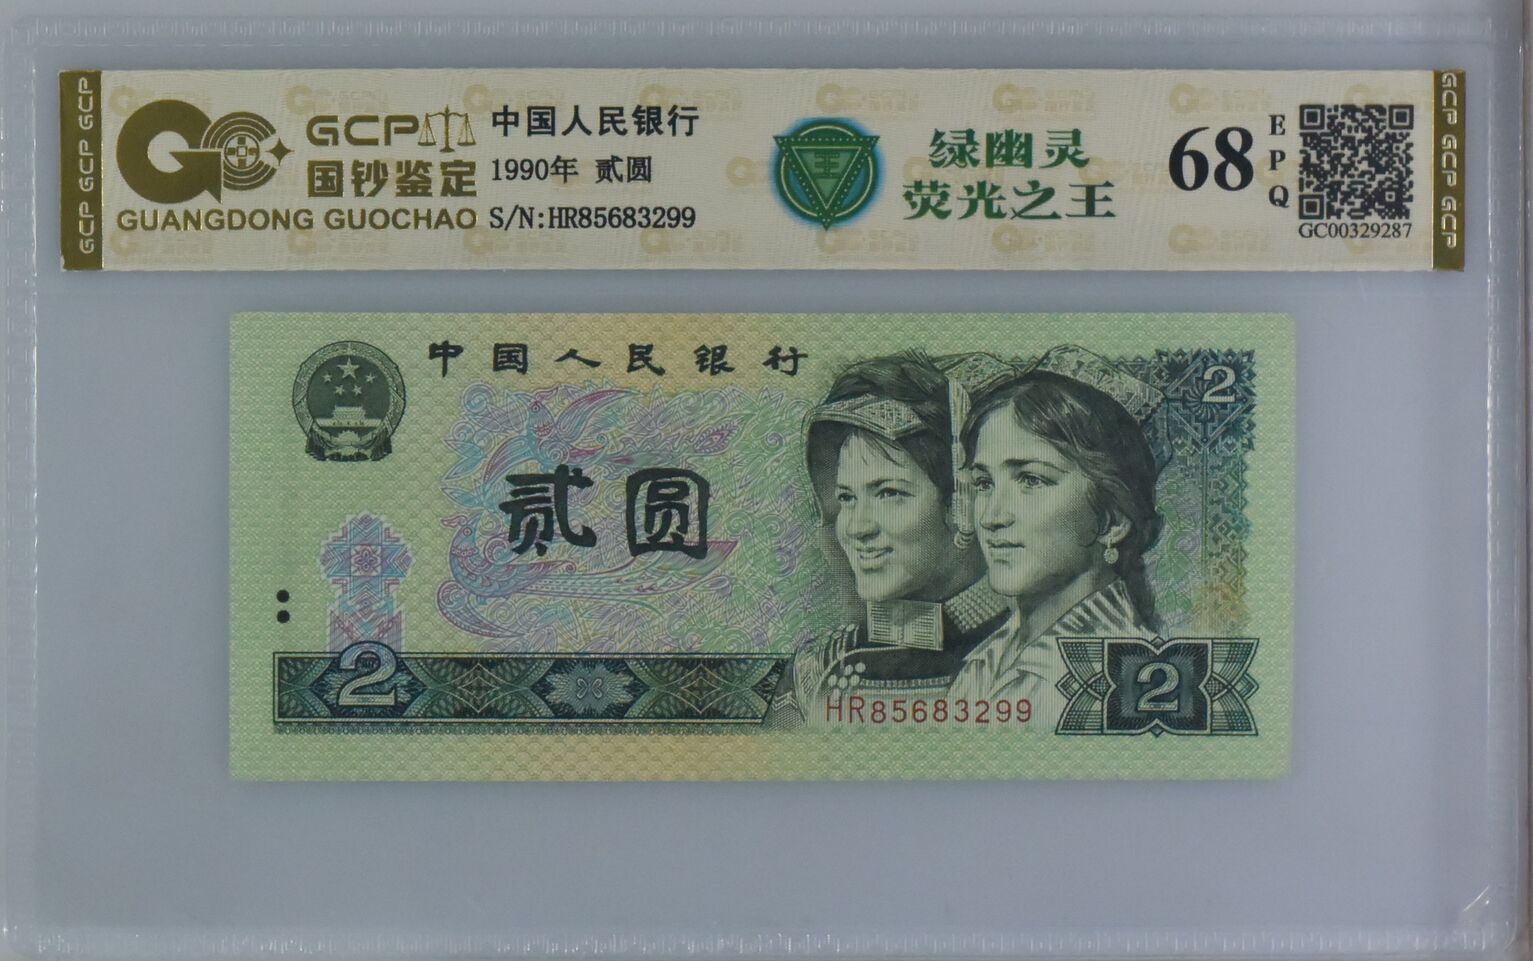 GCP GCP GCP
GCP
国钞鉴定
GUANGDONG GUOCHAO
中国人民银行
1990年 贰圆
S/N:HR85683299
王
绿幽灵
荧光之王
68
EPQ
GC00329287
GCP GCP GCP
中国人民银行
2
贰圆
2
HR85683299
2